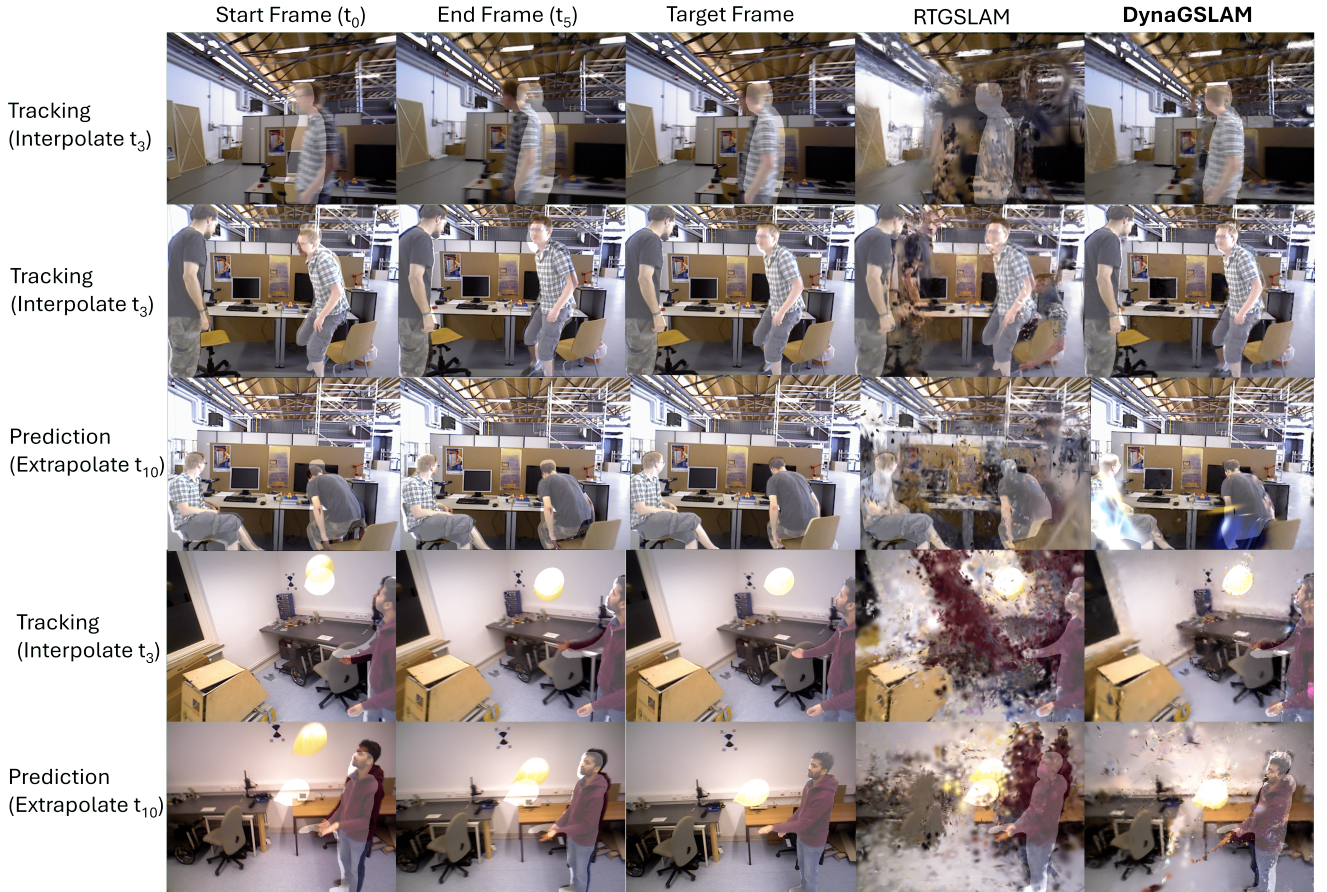 Start Frame (t₀) End Frame (t₅) Target Frame RTGSLAM DynaGSLAM
Tracking
(Interpolate t₃)
Tracking
(Interpolate t₃)
Prediction
(Extrapolate t₁₀)
Tracking
(Interpolate t₃)
Prediction
(Extrapolate t₁₀)